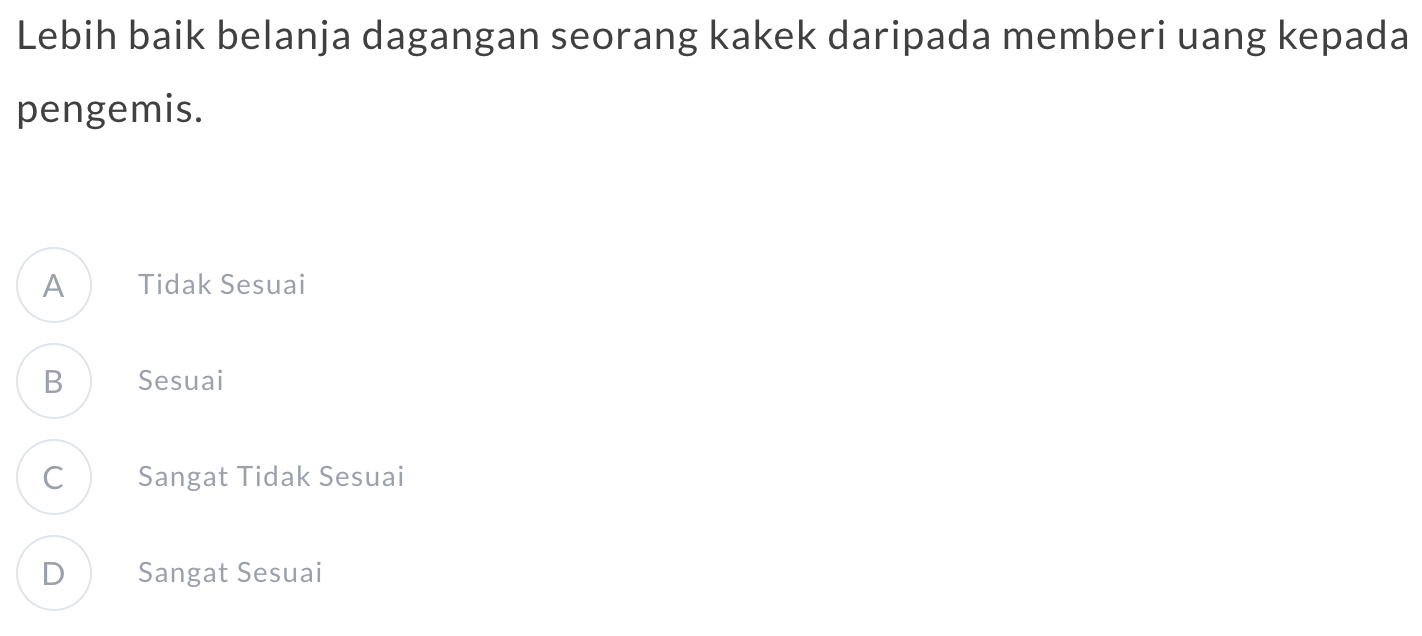 Lebih baik belanja dagangan seorang kakek daripada memberi uang kepada
pengemis.
A Tidak Sesuai
B Sesuai
C Sangat Tidak Sesuai
D Sangat Sesuai